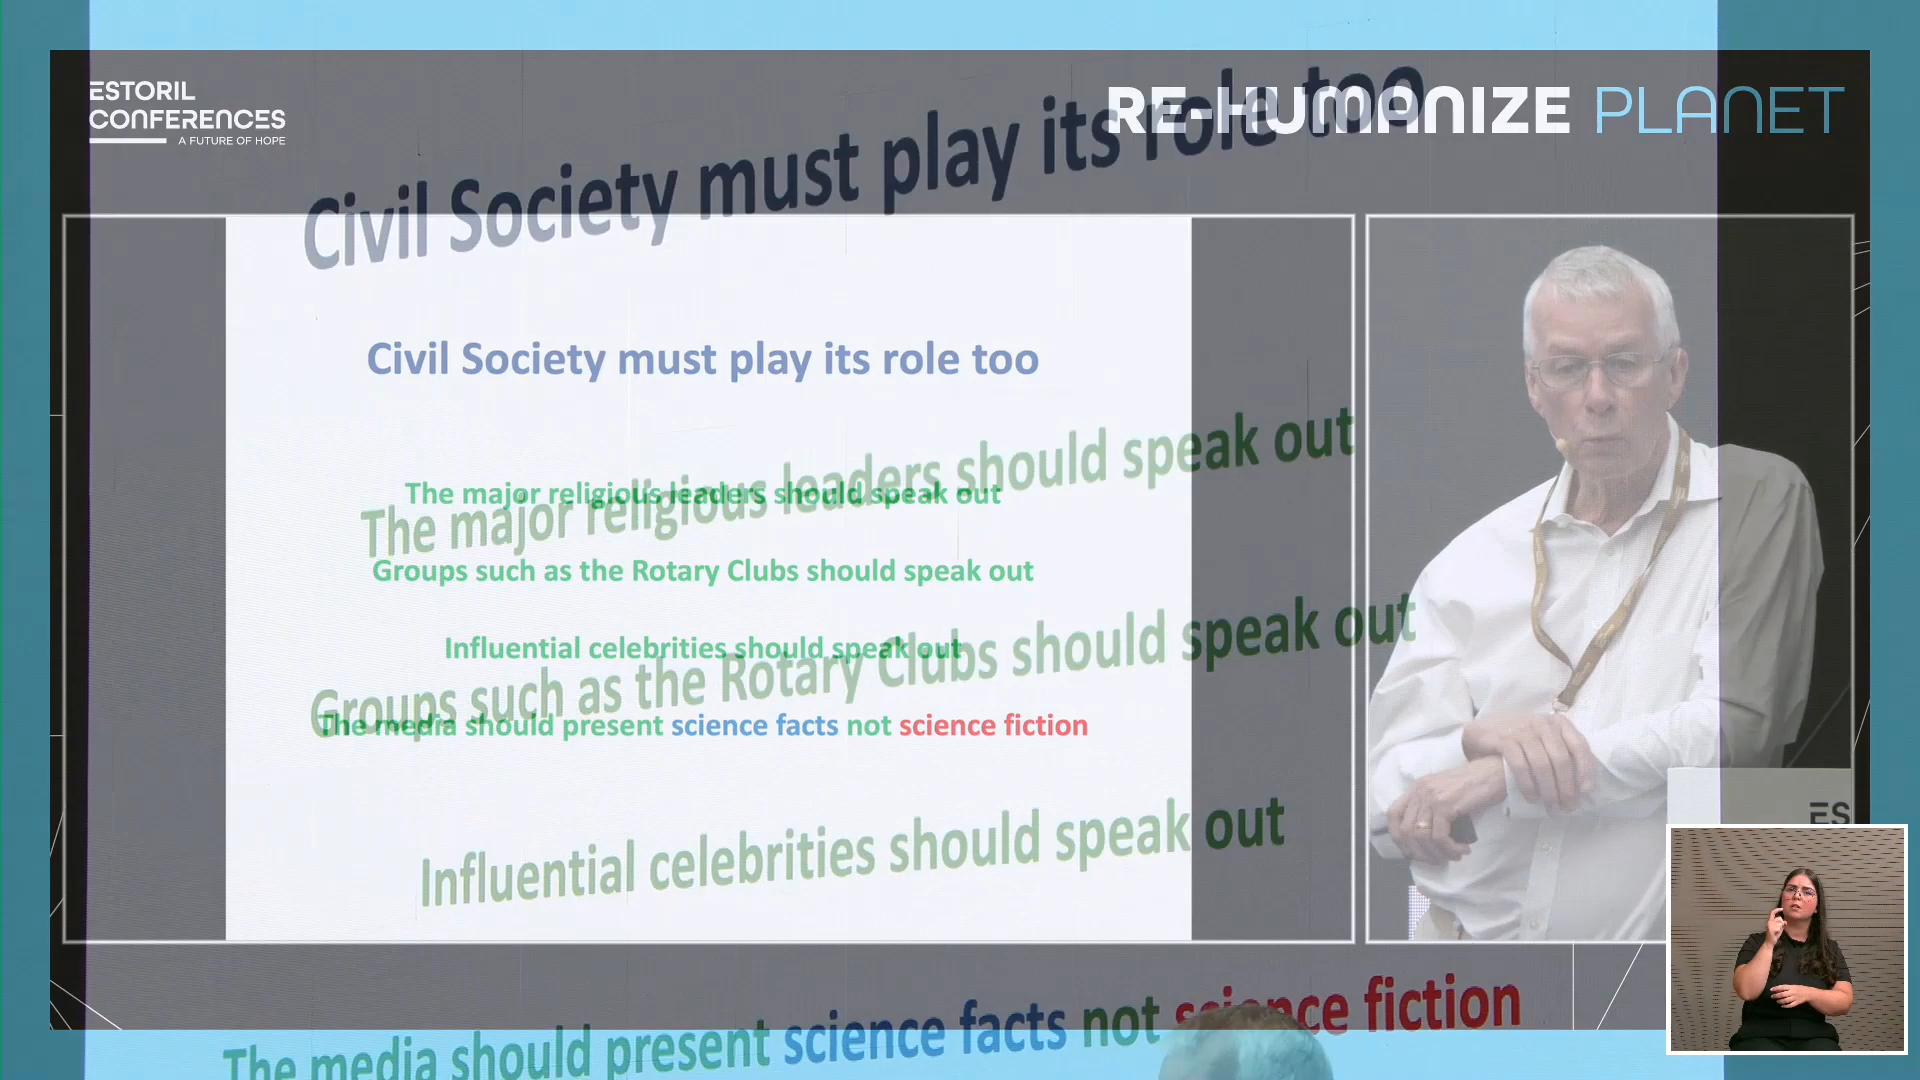 ESTORIL
CONFERENCES
A FUTURE OF HOPE
RE-HUMANIZE PLANET
Civil Society must play its role too
Civil Society must play its role too
The major religious leaders should speak out
The major religious leaders should speak out
Groups such as the Rotary Clubs should speak out
Groups such as the Rotary Clubs should speak out
Influential celebrities should speak out
The media should present science facts not science fiction
Influential celebrities should speak out
ES
The media should present science facts not science fiction